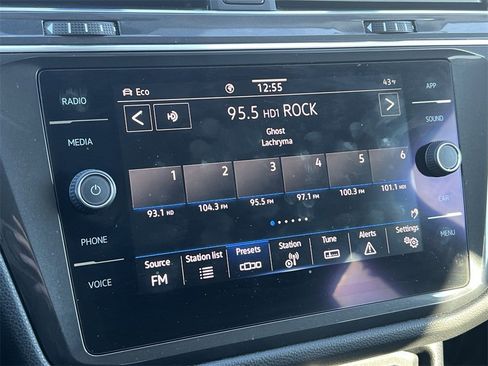 Eco
12:55
43°F
RADIO
APP
95.5 HD1 ROCK
MEDIA
SOUND
Ghost
Lachryma
1 2 3 4 5 6
93.1 HD 104.3 FM 95.5 FM 97.1 FM 100.3 FM 101.1 HD1
CAR
PHONE
MENU
Source Station list Presets Station Tune Alerts Settings
FM
VOICE